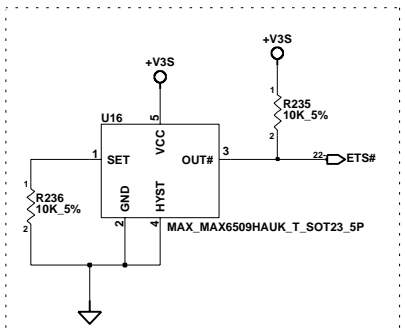 +V3S
+V3S
1
R235
10K_5%
2
U16
5
VCC
1
SET
OUT#
3
22
ETS#
1
R236
10K_5%
2
GND
HYST
2
4
MAX_MAX6509HAUK_T_SOT23_5P